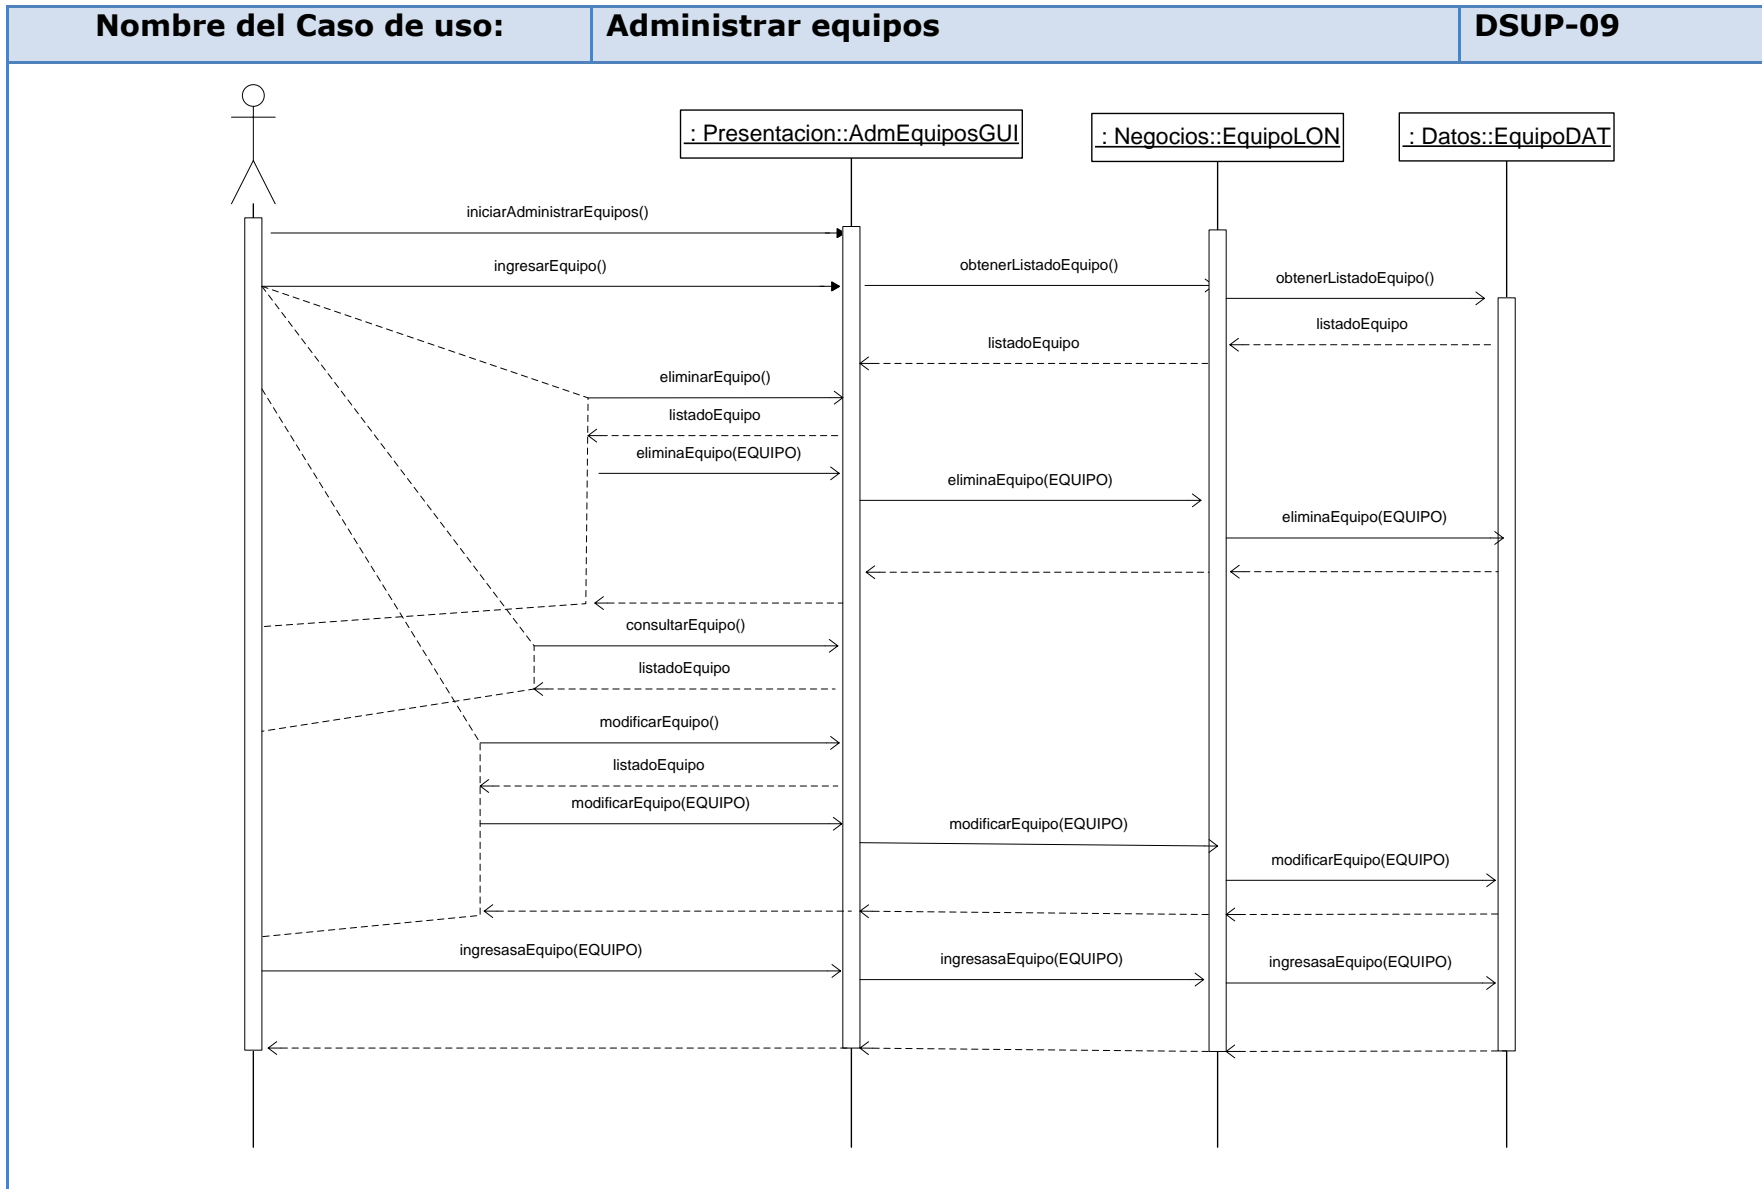 Nombre del Caso de uso:
Administrar equipos
DSUP-09
: Presentacion::AdmEquiposGUI
: Negocios::EquipoLON
: Datos::EquipoDAT
iniciarAdministrarEquipos()
ingresarEquipo()
obtenerListadoEquipo()
obtenerListadoEquipo()
listadoEquipo
listadoEquipo
eliminarEquipo()
listadoEquipo
eliminaEquipo(EQUIPO)
eliminaEquipo(EQUIPO)
eliminaEquipo(EQUIPO)
consultarEquipo()
listadoEquipo
modificarEquipo()
listadoEquipo
modificarEquipo(EQUIPO)
modificarEquipo(EQUIPO)
modificarEquipo(EQUIPO)
ingresasaEquipo(EQUIPO)
ingresasaEquipo(EQUIPO)
ingresasaEquipo(EQUIPO)